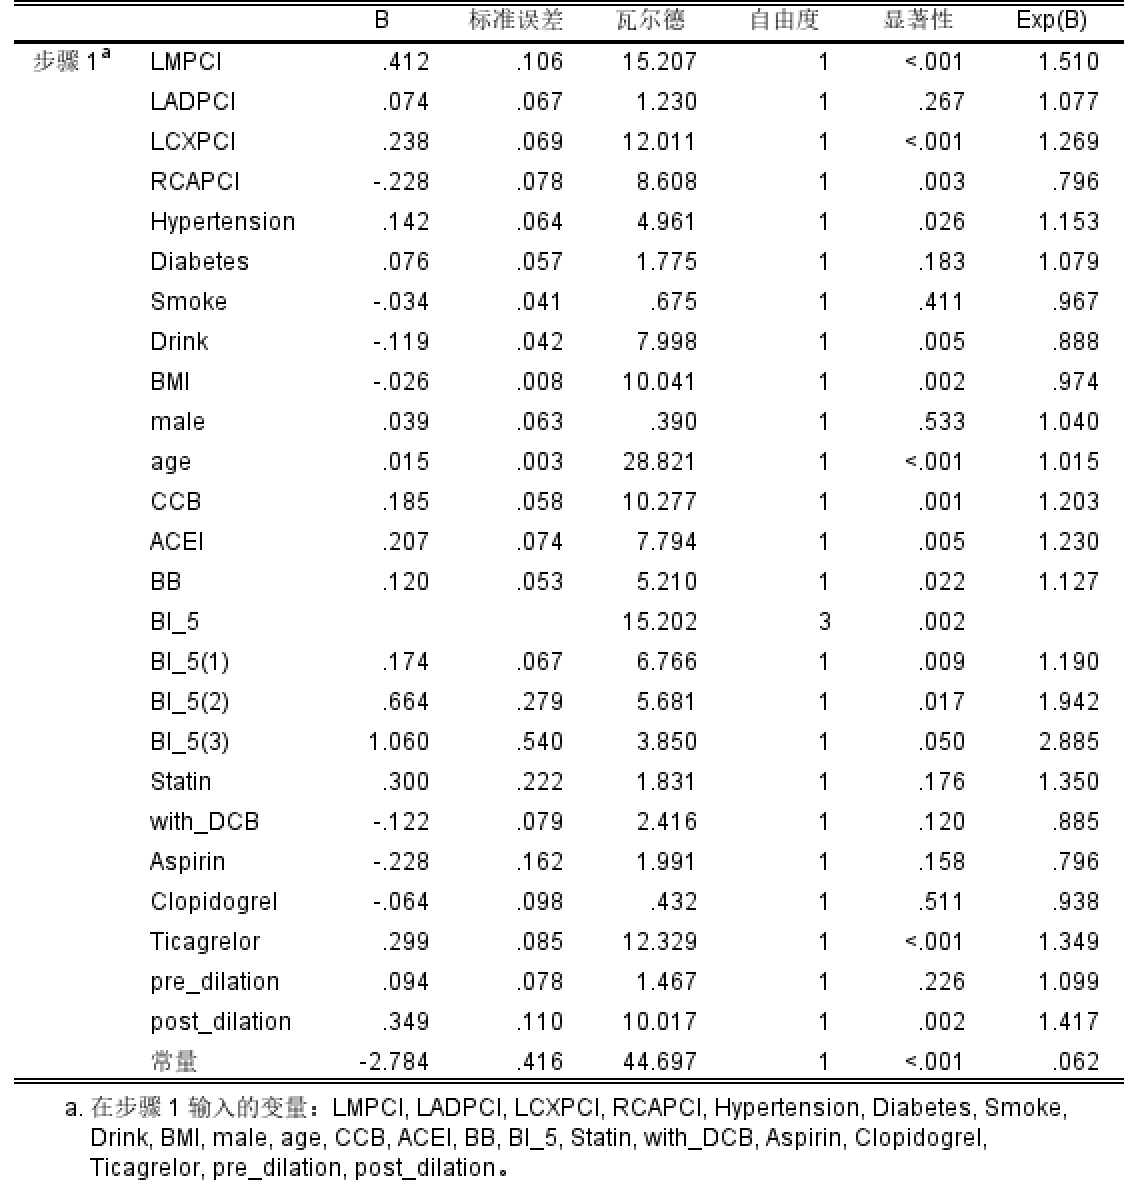 B 标准误差 瓦尔德 自由度 显著性 Exp(B)
步骤 1a LMPCI .412 .106 15.207 1 <.001 1.510
LADPCI .074 .067 1.230 1 .267 1.077
LCXPCI .238 .069 12.011 1 <.001 1.269
RCAPCI -.228 .078 8.608 1 .003 .796
Hypertension .142 .064 4.961 1 .026 1.153
Diabetes .076 .057 1.775 1 .183 1.079
Smoke -.034 .041 .675 1 .411 .967
Drink -.119 .042 7.998 1 .005 .888
BMI -.026 .008 10.041 1 .002 .974
male .039 .063 .390 1 .533 1.040
age .015 .003 28.821 1 <.001 1.015
CCB .185 .058 10.277 1 .001 1.203
ACEI .207 .074 7.794 1 .005 1.230
BB .120 .053 5.210 1 .022 1.127
BI_5 15.202 3 .002
BI_5(1) .174 .067 6.766 1 .009 1.190
BI_5(2) .664 .279 5.681 1 .017 1.942
BI_5(3) 1.060 .540 3.850 1 .050 2.885
Statin .300 .222 1.831 1 .176 1.350
with_DCB -.122 .079 2.416 1 .120 .885
Aspirin -.228 .162 1.991 1 .158 .796
Clopidogrel -.064 .098 .432 1 .511 .938
Ticagrelor .299 .085 12.329 1 <.001 1.349
pre_dilation .094 .078 1.467 1 .226 1.099
post_dilation .349 .110 10.017 1 .002 1.417
常量 -2.784 .416 44.697 1 <.001 .062
a. 在步骤 1 输入的变量：LMPCI, LADPCI, LCXPCI, RCAPCI, Hypertension, Diabetes, Smoke,
Drink, BMI, male, age, CCB, ACEI, BB, BI_5, Statin, with_DCB, Aspirin, Clopidogrel,
Ticagrelor, pre_dilation, post_dilation。